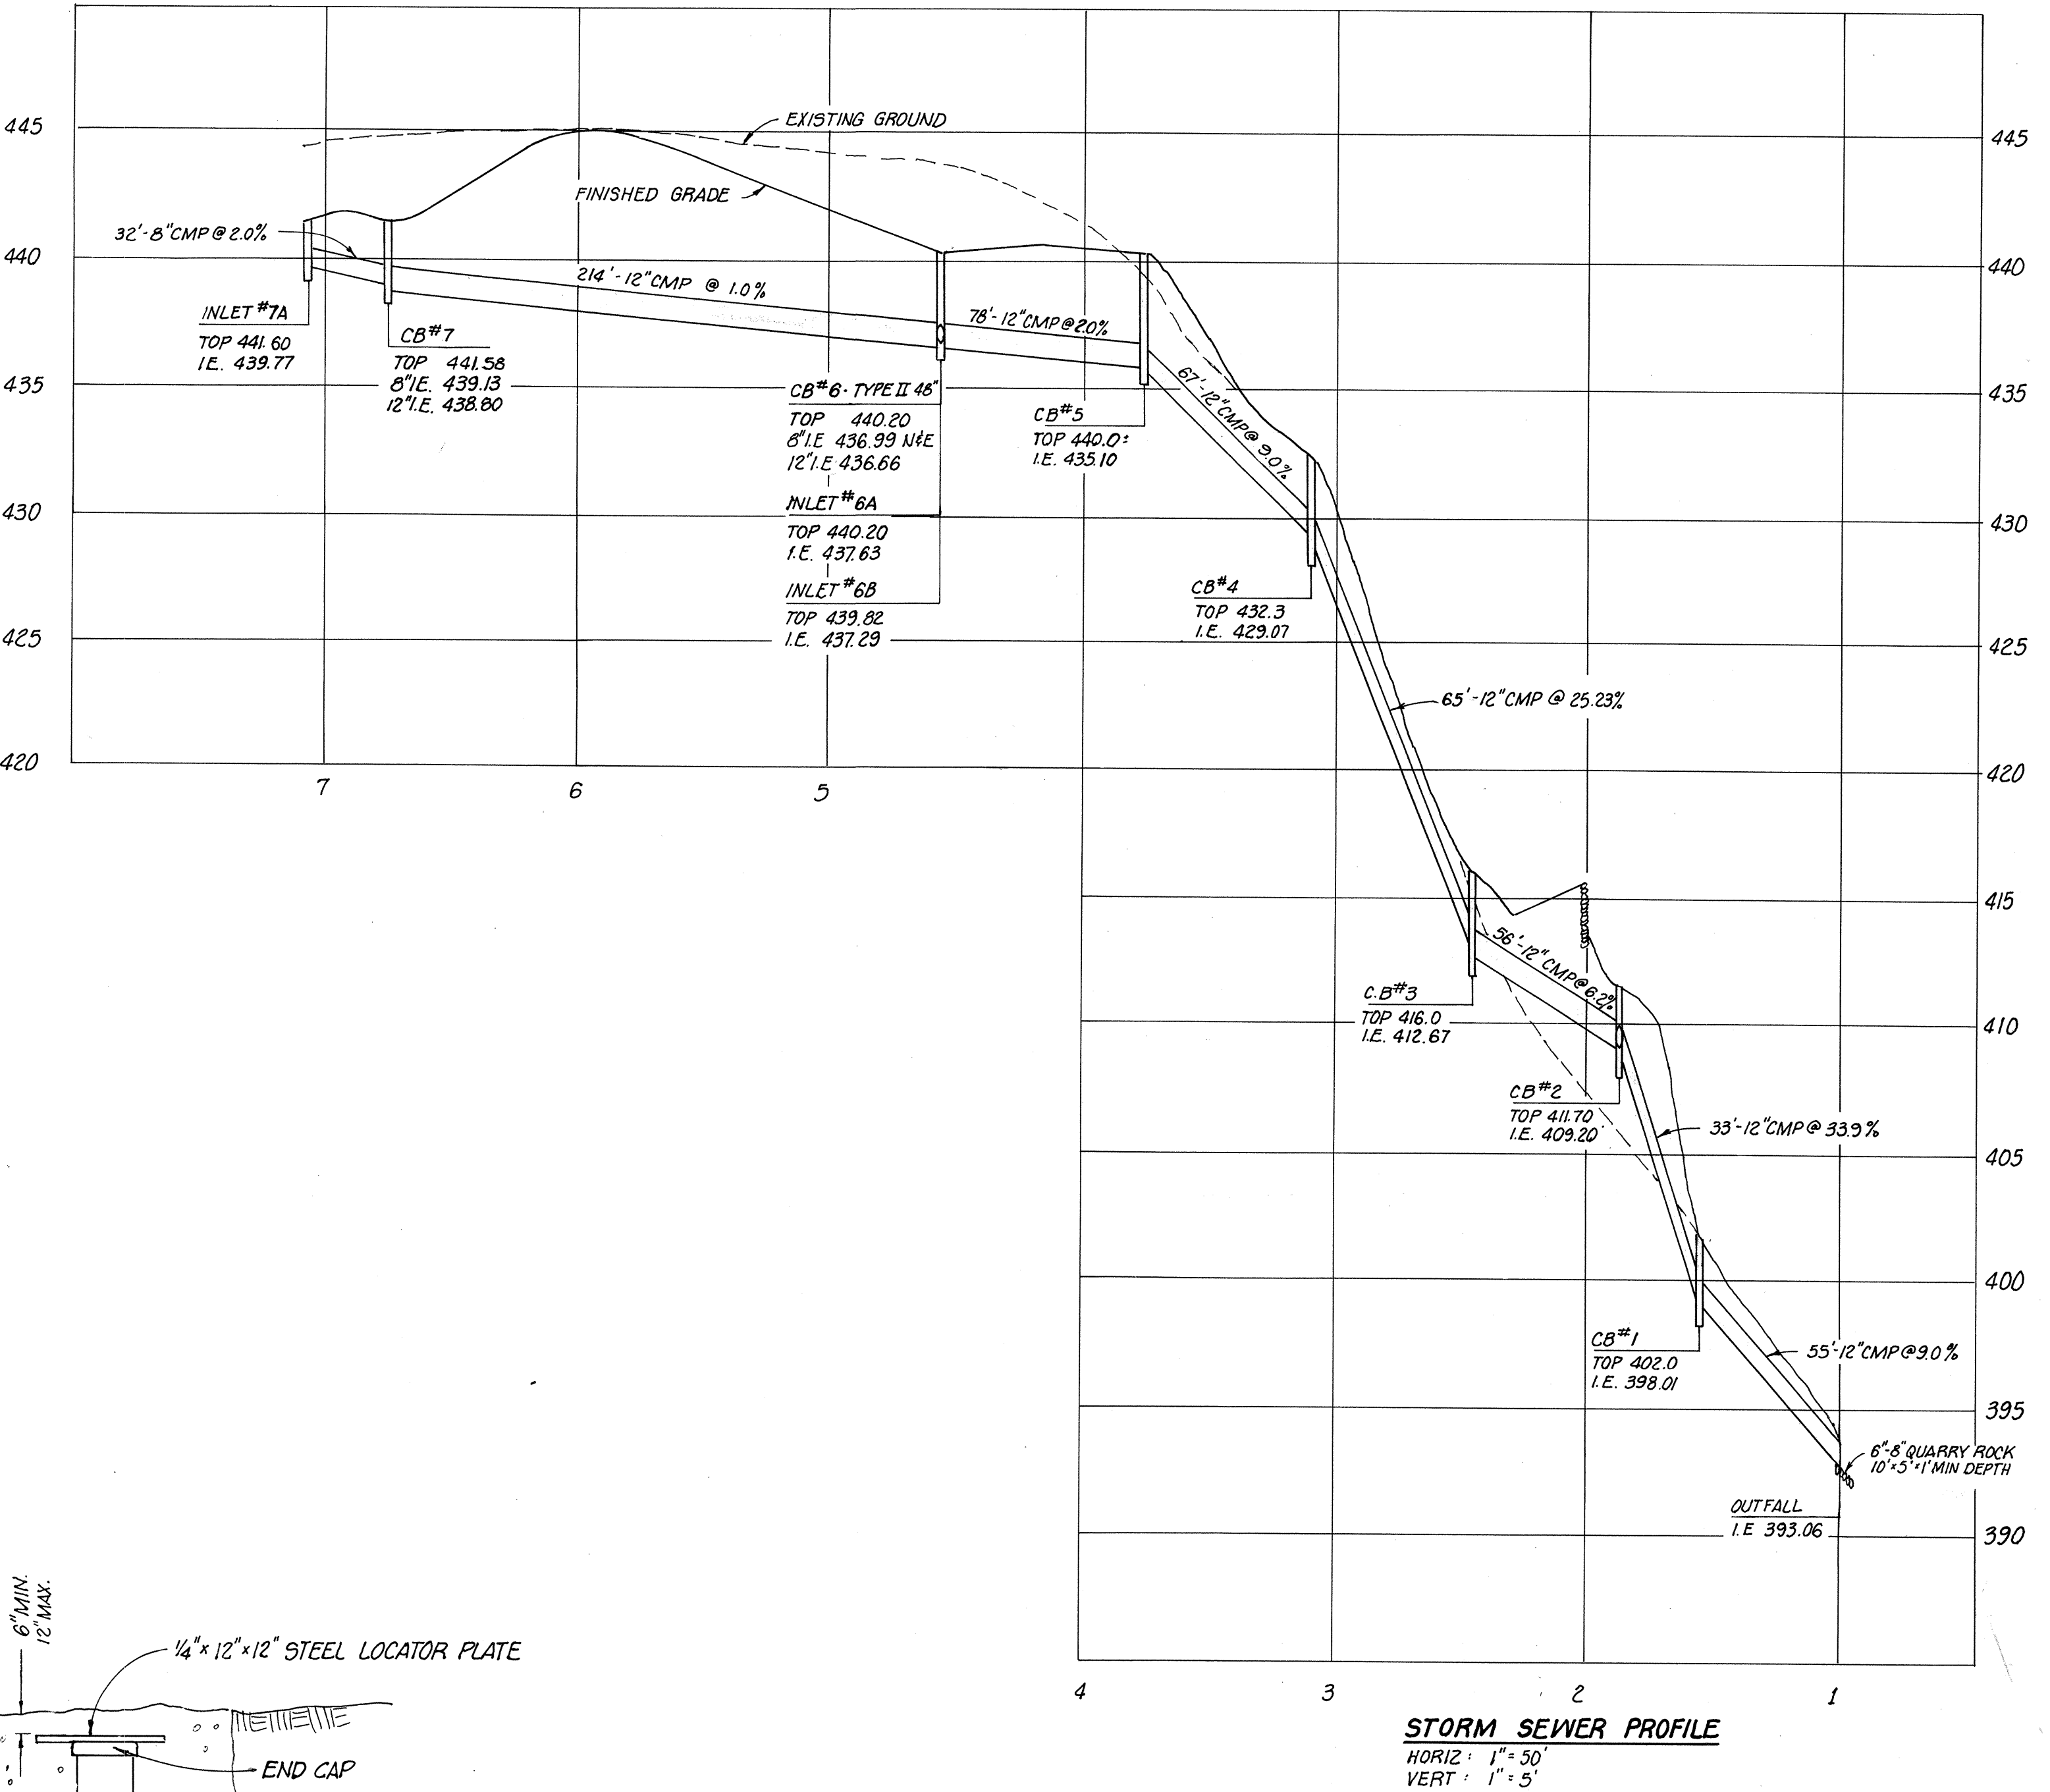 445
440
435
430
425
420
445
440
435
430
425
420
415
410
405
400
395
390
EXISTING GROUND
FINISHED GRADE
32'-8"CMP@2.0%
214'-12"CMP @ 1.0%
78'-12"CMP@2.0%
67'-12"CMP@9.0%
65'-12"CMP @ 25.23%
56'-12"CMP@6.2%
33'-12"CMP@33.9%
55'-12"CMP@9.0%
INLET #7A
TOP 441.60
I.E. 439.77
CB#7
TOP 441.58
8"I.E. 439.13
12"I.E. 438.80
CB#6-TYPE II 48"
TOP 440.20
8"I.E 436.99 N&E
12"I.E 436.66
INLET #6A
TOP 440.20
I.E. 437.63
INLET #6B
TOP 439.82
I.E. 437.29
CB#5
TOP 440.0±
I.E. 435.10
CB#4
TOP 432.3
I.E. 429.07
C.B#3
TOP 416.0
I.E. 412.67
CB#2
TOP 411.70
I.E. 409.20
CB#1
TOP 402.0
I.E. 398.01
6"-8"QUARRY ROCK
10'x5'x1'MIN DEPTH
OUTFALL
I.E 393.06
7 6 5
4 3 2 1
STORM SEWER PROFILE
HORIZ: 1"=50'
VERT: 1"=5'
6"MIN.
12"MAX.
1/4"x12"x12" STEEL LOCATOR PLATE
END CAP